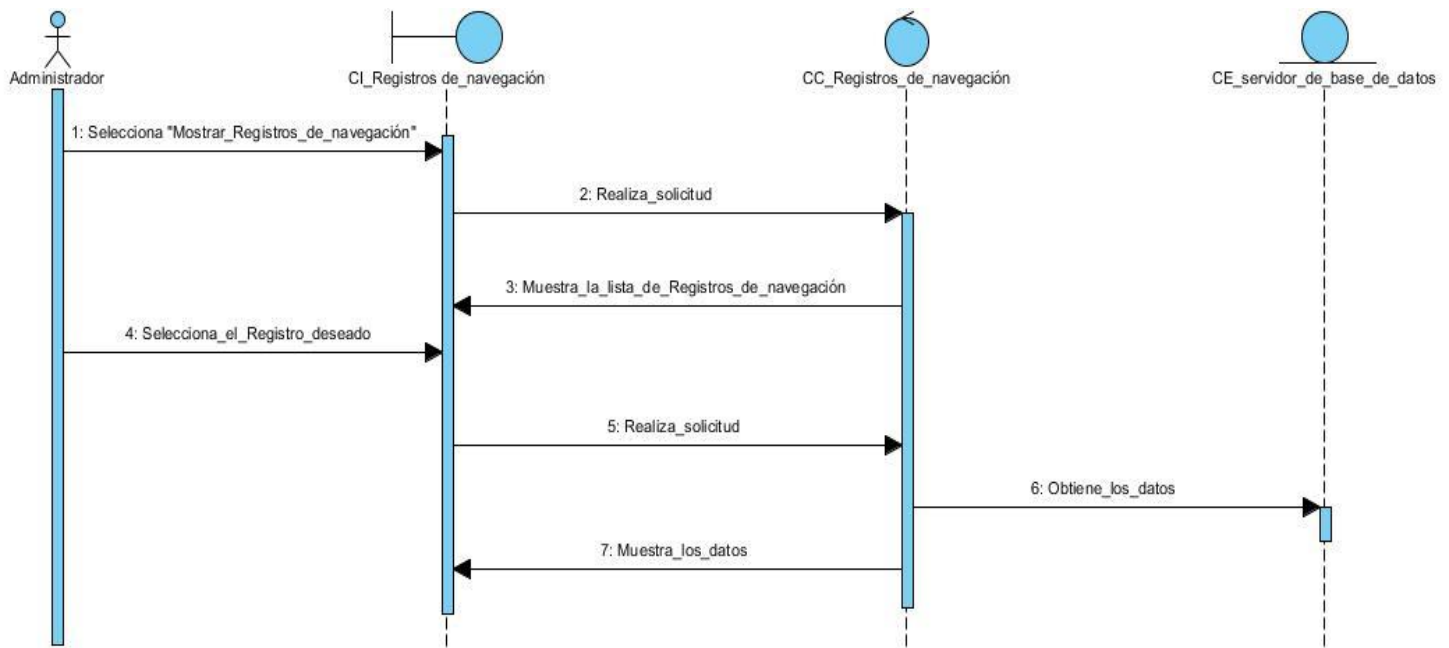 Administrador
CI_Registros de_navegación
CC_Registros_de_navegación
CE_servidor_de_base_de_datos
1: Selecciona "Mostrar_Registros_de_navegación"
2: Realiza_solicitud
3: Muestra_la_lista_de_Registros_de_navegación
4: Selecciona_el_Registro_deseado
5: Realiza_solicitud
6: Obtiene_los_datos
7: Muestra_los_datos